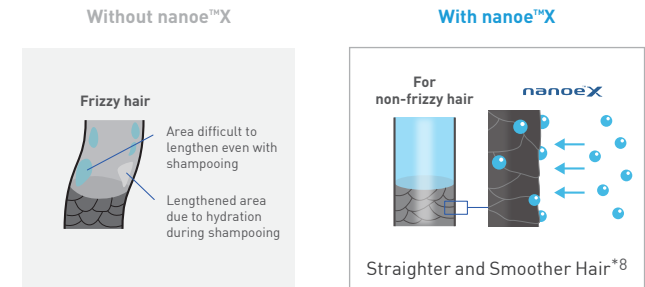 Without nanoe™X
With nanoe™X
Frizzy hair
Area difficult to
lengthen even with
shampooing
Lengthened area
due to hydration
during shampooing
For
non-frizzy hair
nanoe™X
Straighter and Smoother Hair*8